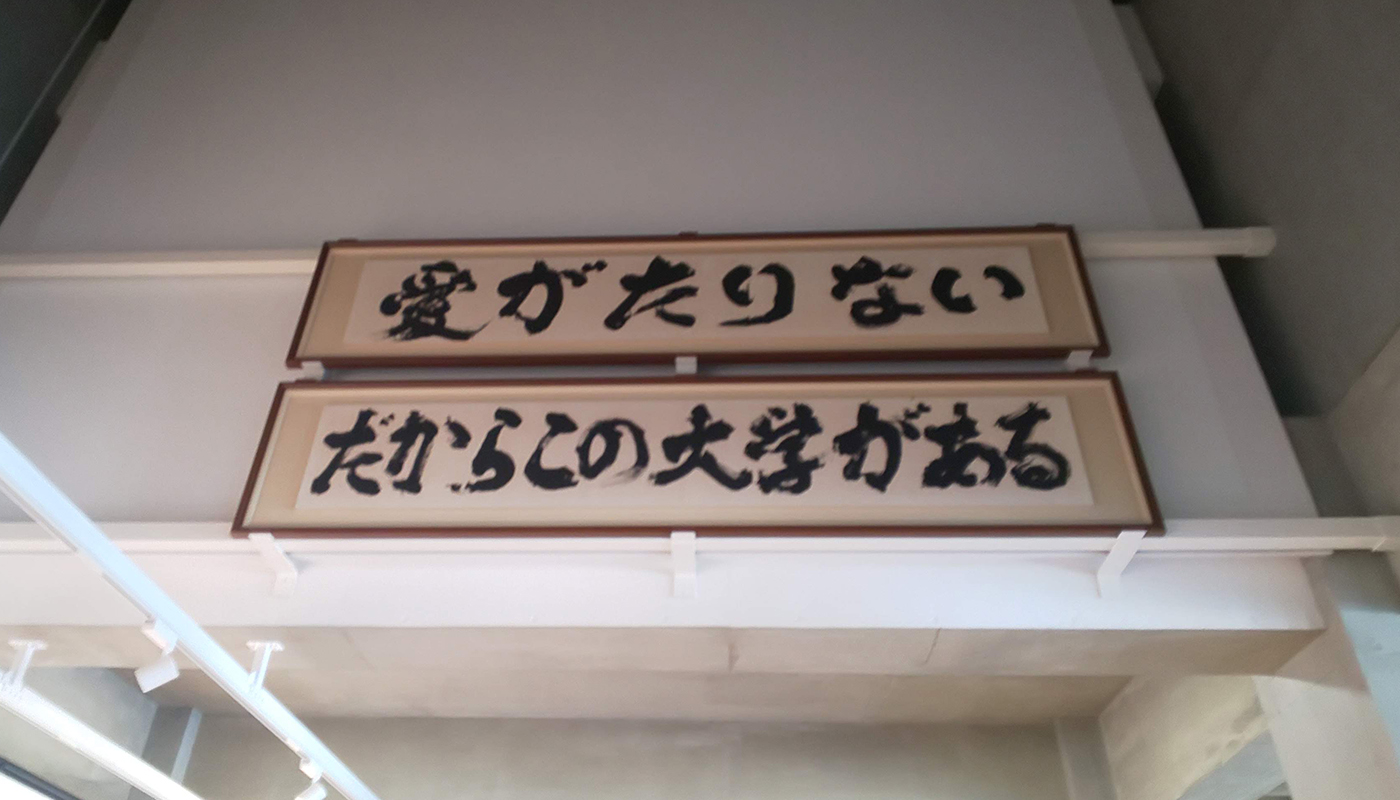 愛がたりない
だからこの大学がある